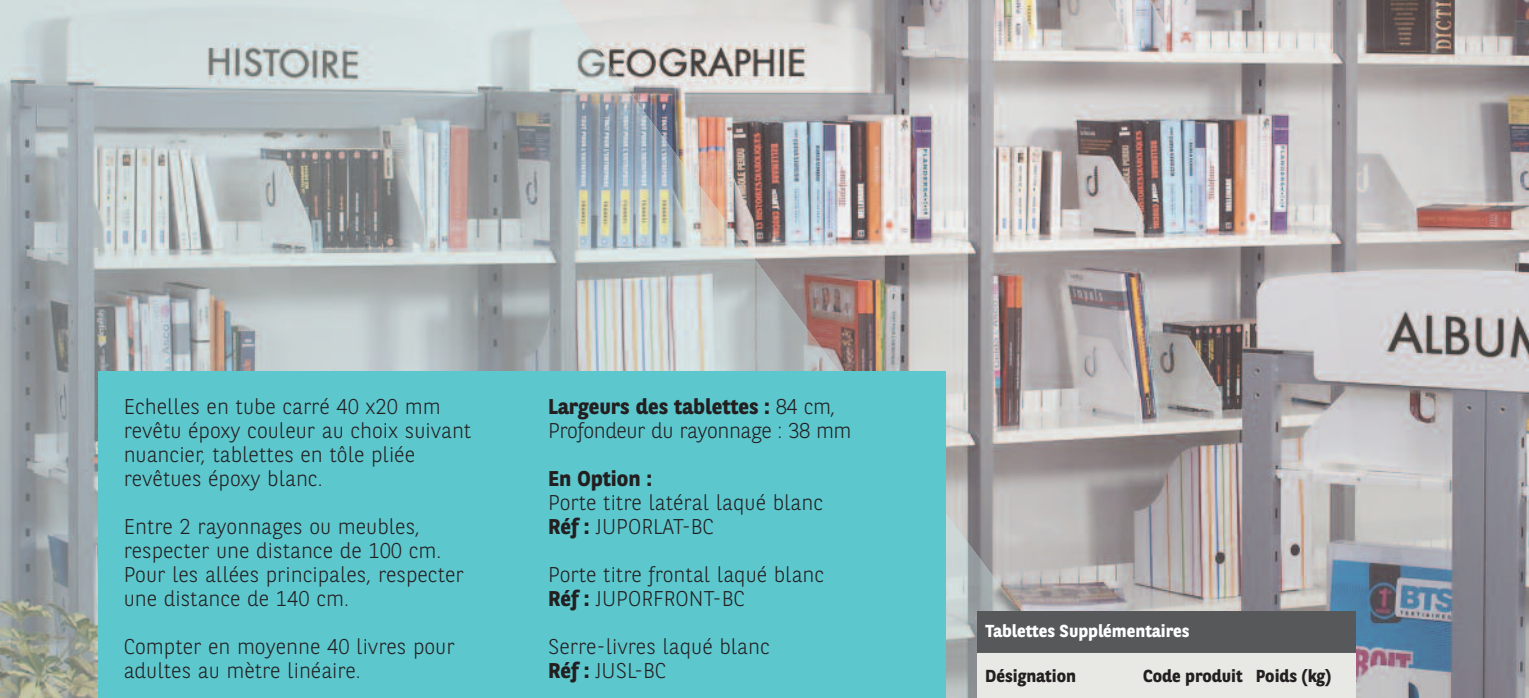 HISTOIRE
GEOGRAPHIE
ALBUM
Echelles en tube carré 40 x20 mm
revêtu époxy couleur au choix suivant
nuancier, tablettes en tôle pliée
revêtues époxy blanc.
Entre 2 rayonnages ou meubles,
respecter une distance de 100 cm.
Pour les allées principales, respecter
une distance de 140 cm.
Compter en moyenne 40 livres pour
adultes au mètre linéaire.
Largeurs des tablettes : 84 cm,
Profondeur du rayonnage : 38 mm
En Option :
Porte titre latéral laqué blanc
Réf : JUPORLAT-BC
Porte titre frontal laqué blanc
Réf : JUPORFRONT-BC
Serre-livres laqué blanc
Réf : JUSL-BC
BTS
Tablettes Supplémentaires
Désignation Code produit Poids (kg)